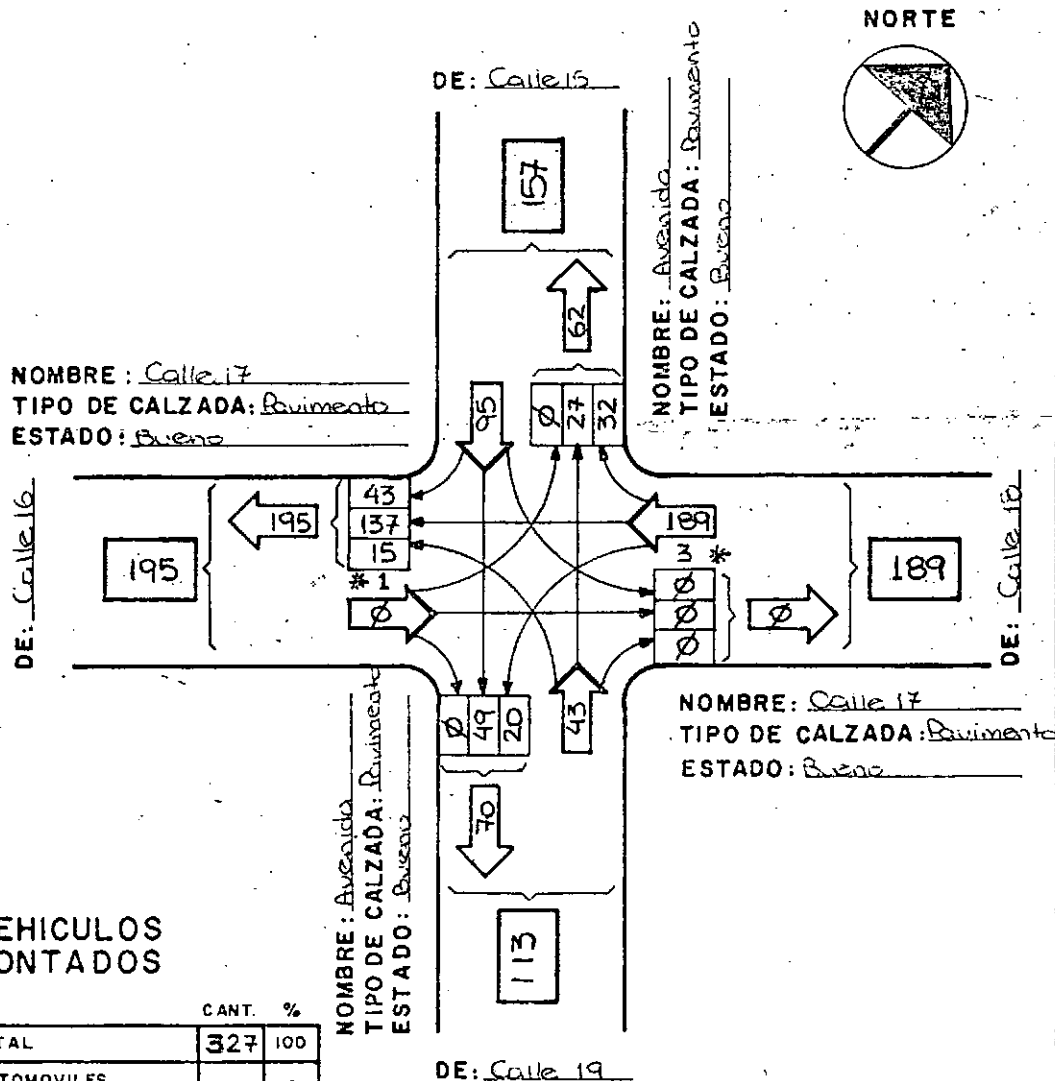 NORTE
DE: Calle 15
157
NOMBRE: Avenida
TIPO DE CALZADA: Pavimento
ESTADO: Bueno
62
NOMBRE: Calle 17
TIPO DE CALZADA: Pavimento
ESTADO: Bueno
95
Ø 27 32
DE: Calle 16
195
195
43
137
15
* 1
Ø
189
3 *
Ø
Ø
Ø
Ø
189
DE: Calle 18
Ø 49 20
43
NOMBRE: Calle 17
TIPO DE CALZADA: Pavimento
ESTADO: Bueno
70
NOMBRE: Avenida
TIPO DE CALZADA: Pavimento
ESTADO: Bueno
113
EHICULOS
ONTADOS
CANT. %
TAL 327 100
TOMOVILES
DE: Calle 19